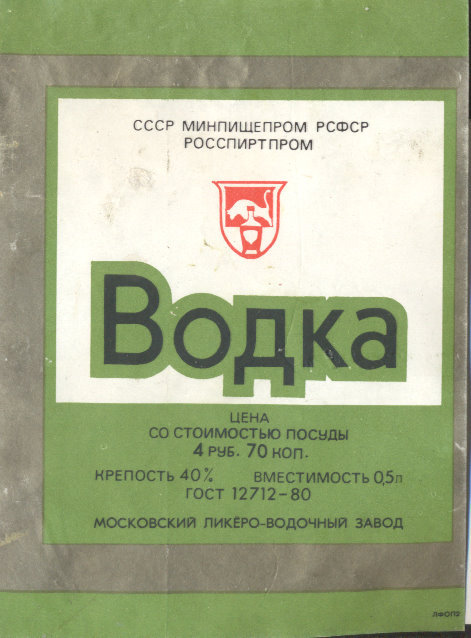 СССР МИНПИЩЕПРОМ РСФСР
РОССПИРТПРОМ
Водка
ЦЕНА
СО СТОИМОСТЬЮ ПОСУДЫ
4 РУБ. 70 КОП.
КРЕПОСТЬ 40% ВМЕСТИМОСТЬ 0,5л
ГОСТ 12712-80
МОСКОВСКИЙ ЛИКЁРО-ВОДОЧНЫЙ ЗАВОД